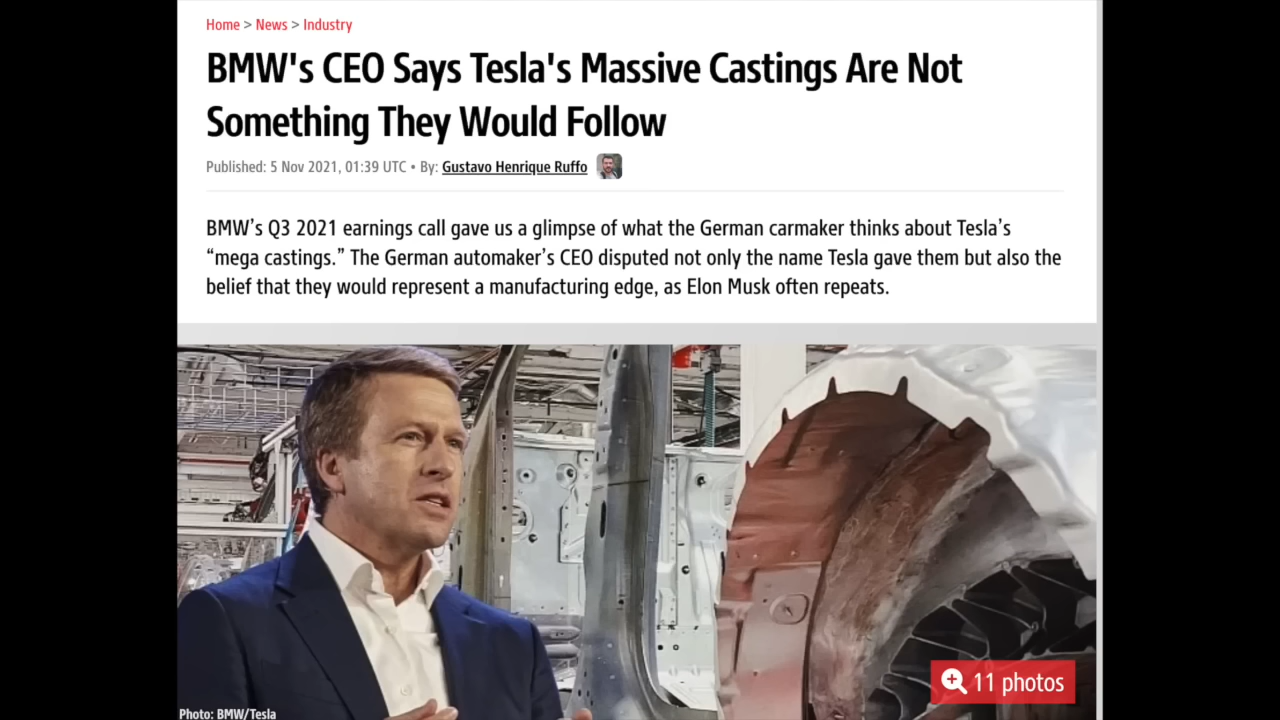 Home > News > Industry
BMW's CEO Says Tesla's Massive Castings Are Not
Something They Would Follow
Published: 5 Nov 2021, 01:39 UTC • By: Gustavo Henrique Ruffo
BMW’s Q3 2021 earnings call gave us a glimpse of what the German carmaker thinks about Tesla’s
“mega castings.” The German automaker’s CEO disputed not only the name Tesla gave them but also the
belief that they would represent a manufacturing edge, as Elon Musk often repeats.
11 photos
Photo: BMW/Tesla